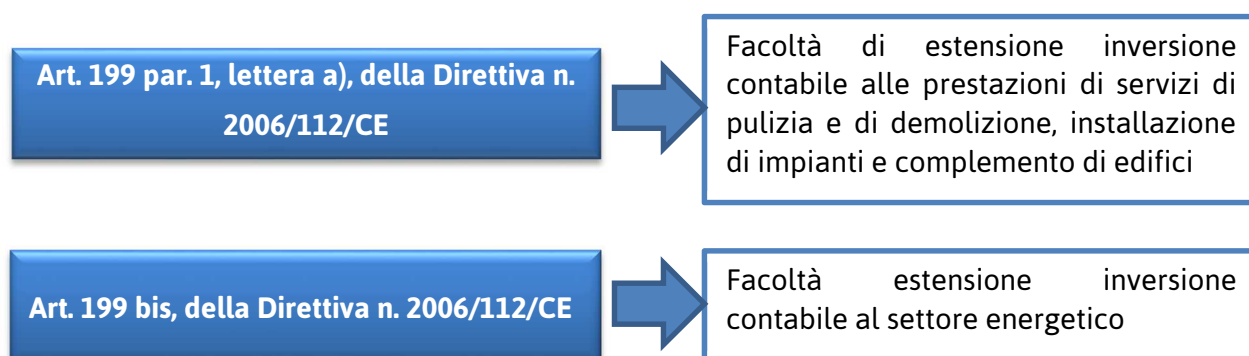 Art. 199 par. 1, lettera a), della Direttiva n.
2006/112/CE
Facoltà di estensione inversione
contabile alle prestazioni di servizi di
pulizia e di demolizione, installazione
di impianti e complemento di edifici
Art. 199 bis, della Direttiva n. 2006/112/CE
Facoltà estensione inversione
contabile al settore energetico